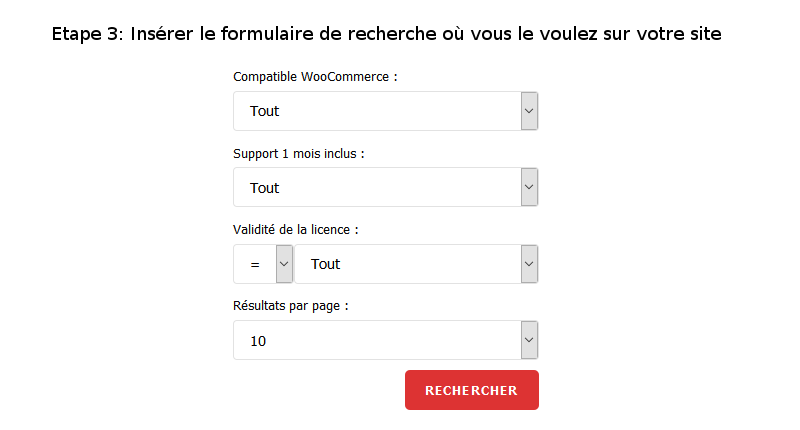 Etape 3: Insérer le formulaire de recherche où vous le voulez sur votre site
Compatible WooCommerce :
Tout
Support 1 mois inclus :
Tout
Validité de la licence :
= Tout
Résultats par page :
10
RECHERCHER